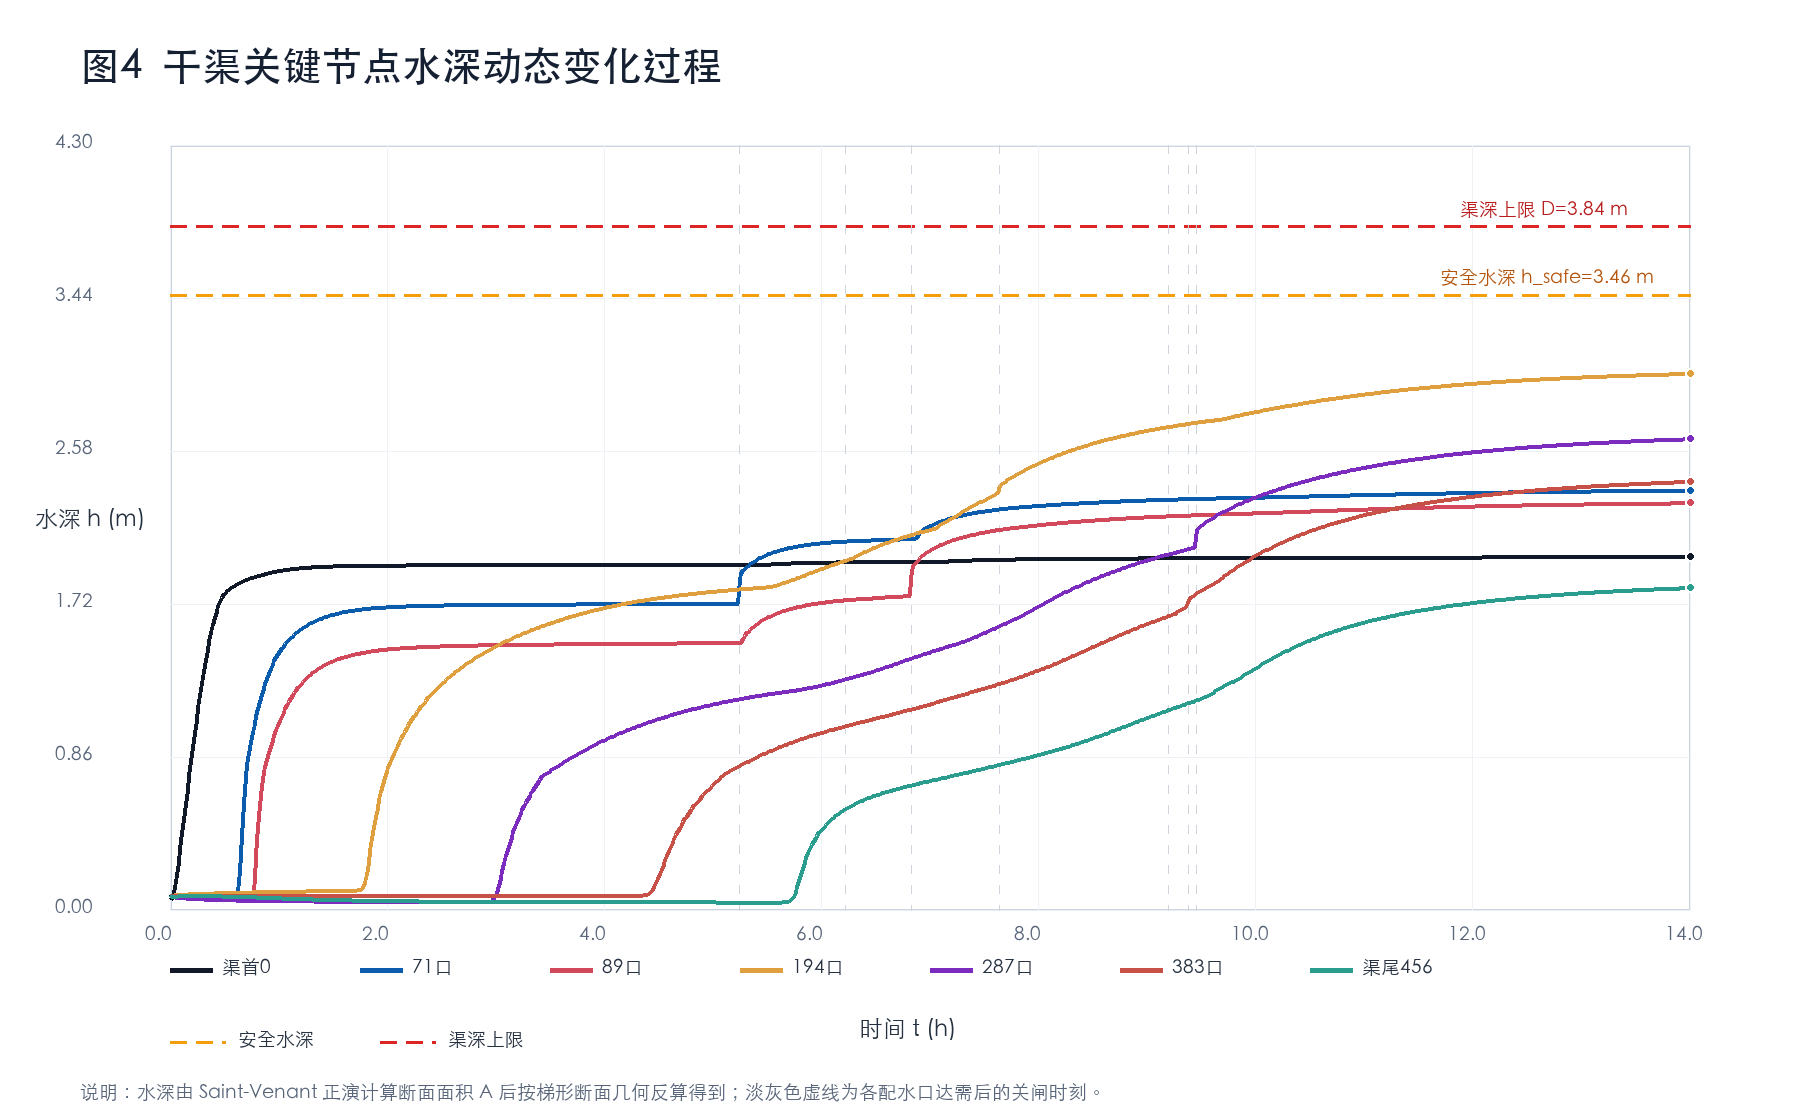 图4 干渠关键节点水深动态变化过程
4.30
渠深上限 D=3.84 m
安全水深 h_safe=3.46 m
3.44
2.58
水深 h (m)
1.72
0.86
0.00
0.0 2.0 4.0 6.0 8.0 10.0 12.0 14.0
渠首0 71口 89口 194口 287口 383口 渠尾456
时间 t (h)
安全水深 渠深上限
说明：水深由 Saint-Venant 正演计算断面面积 A 后按梯形断面几何反算得到；淡灰色虚线为各配水口达需后的关闸时刻。